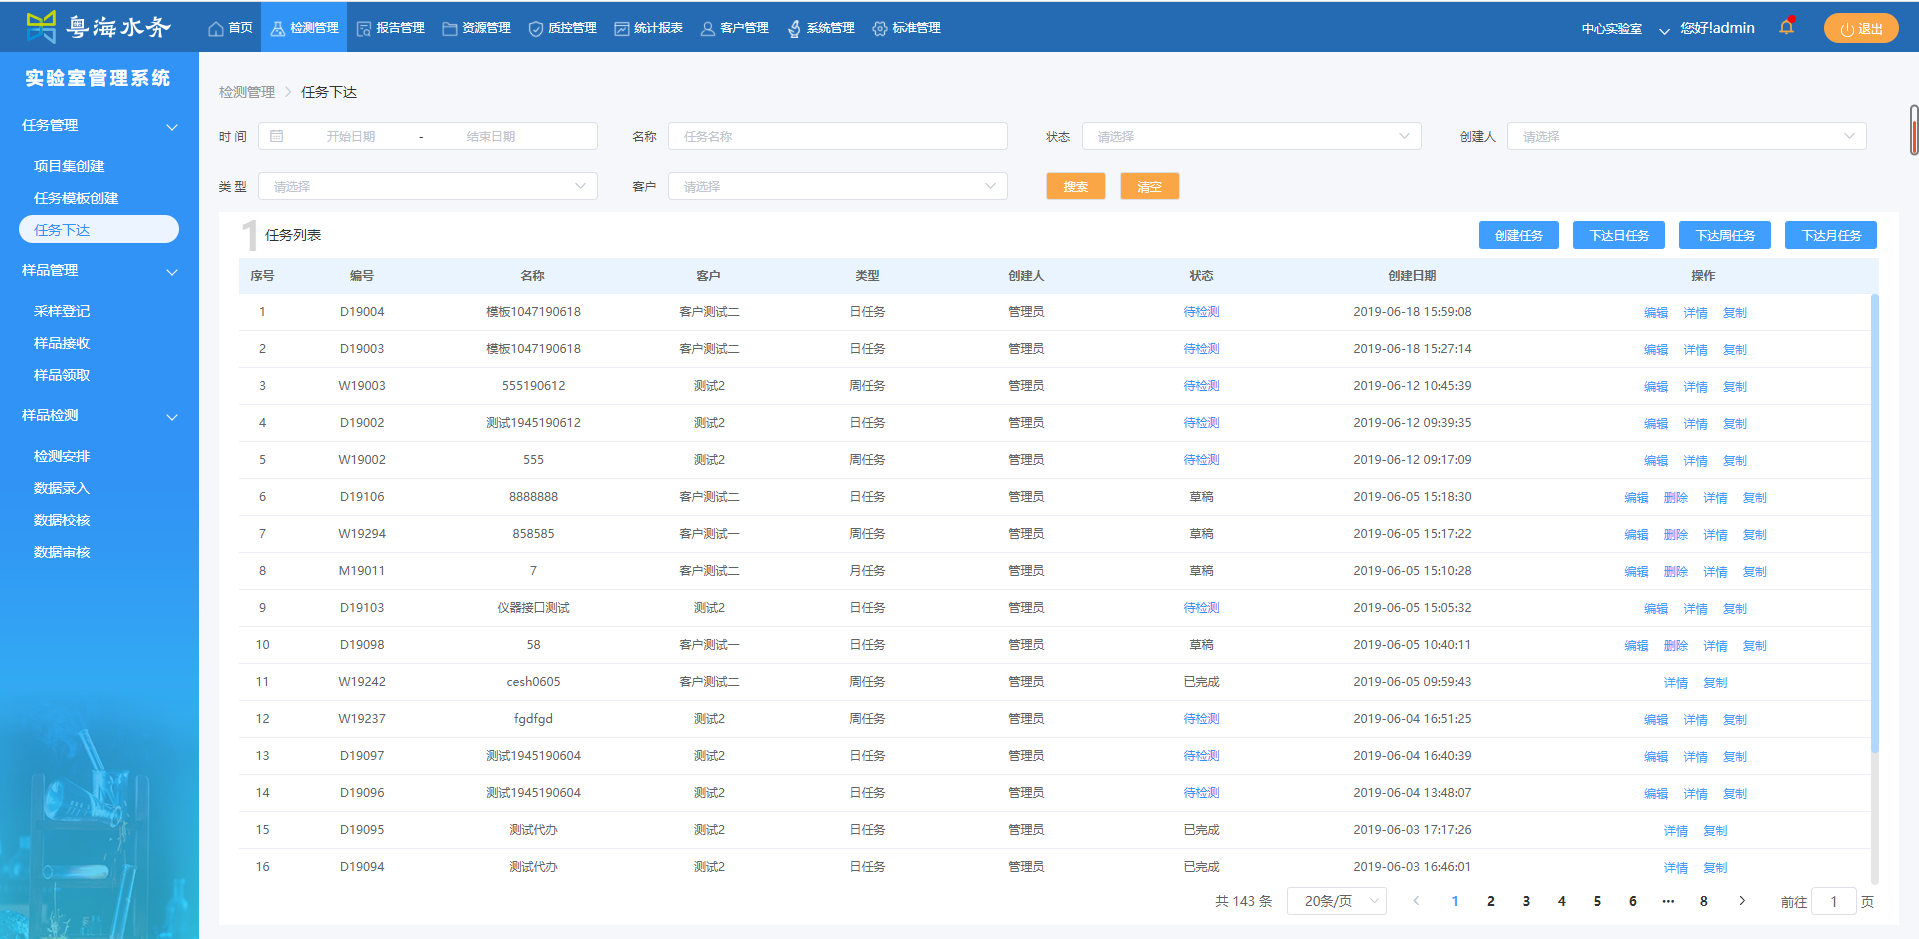 粤海水务 首页 检测管理 报告管理 资源管理 质控管理 统计报表 客户管理 系统管理 标准管理 中心实验室 您好!admin 退出
实验室管理系统
任务管理
项目集创建
任务模板创建
任务下达
样品管理
采样登记
样品接收
样品领取
样品检测
检测安排
数据录入
数据校核
数据审核
检测管理 > 任务下达
时间 开始日期 - 结束日期 名称 任务名称 状态 请选择 创建人 请选择
类型 请选择 客户 请选择 搜索 清空
1 任务列表 创建任务 下达日任务 下达周任务 下达月任务
序号 编号 名称 客户 类型 创建人 状态 创建日期 操作
1 D19004 模板1047190618 客户测试二 日任务 管理员 待检测 2019-06-18 15:59:08 编辑 详情 复制
2 D19003 模板1047190618 客户测试二 日任务 管理员 待检测 2019-06-18 15:27:14 编辑 详情 复制
3 W19003 555190612 测试2 周任务 管理员 待检测 2019-06-12 10:45:39 编辑 详情 复制
4 D19002 测试1945190612 测试2 日任务 管理员 待检测 2019-06-12 09:39:35 编辑 详情 复制
5 W19002 555 测试2 周任务 管理员 待检测 2019-06-12 09:17:09 编辑 详情 复制
6 D19106 8888888 客户测试二 日任务 管理员 草稿 2019-06-05 15:18:30 编辑 删除 详情 复制
7 W19294 858585 客户测试一 周任务 管理员 草稿 2019-06-05 15:17:22 编辑 删除 详情 复制
8 M19011 7 客户测试二 月任务 管理员 草稿 2019-06-05 15:10:28 编辑 删除 详情 复制
9 D19103 仪器接口测试 测试2 日任务 管理员 待检测 2019-06-05 15:05:32 编辑 详情 复制
10 D19098 58 客户测试一 日任务 管理员 草稿 2019-06-05 10:40:11 编辑 删除 详情 复制
11 W19242 cesh0605 客户测试二 周任务 管理员 已完成 2019-06-05 09:59:43 详情 复制
12 W19237 fgdfgd 测试2 周任务 管理员 待检测 2019-06-04 16:51:25 编辑 详情 复制
13 D19097 测试1945190604 测试2 日任务 管理员 待检测 2019-06-04 16:40:39 编辑 详情 复制
14 D19096 测试1945190604 测试2 日任务 管理员 待检测 2019-06-04 13:48:07 编辑 详情 复制
15 D19095 测试代办 测试2 日任务 管理员 已完成 2019-06-03 17:17:26 详情 复制
16 D19094 测试代办 测试2 日任务 管理员 已完成 2019-06-03 16:46:01 详情 复制
共 143 条 20条/页 < 1 2 3 4 5 6 ··· 8 > 前往 1 页